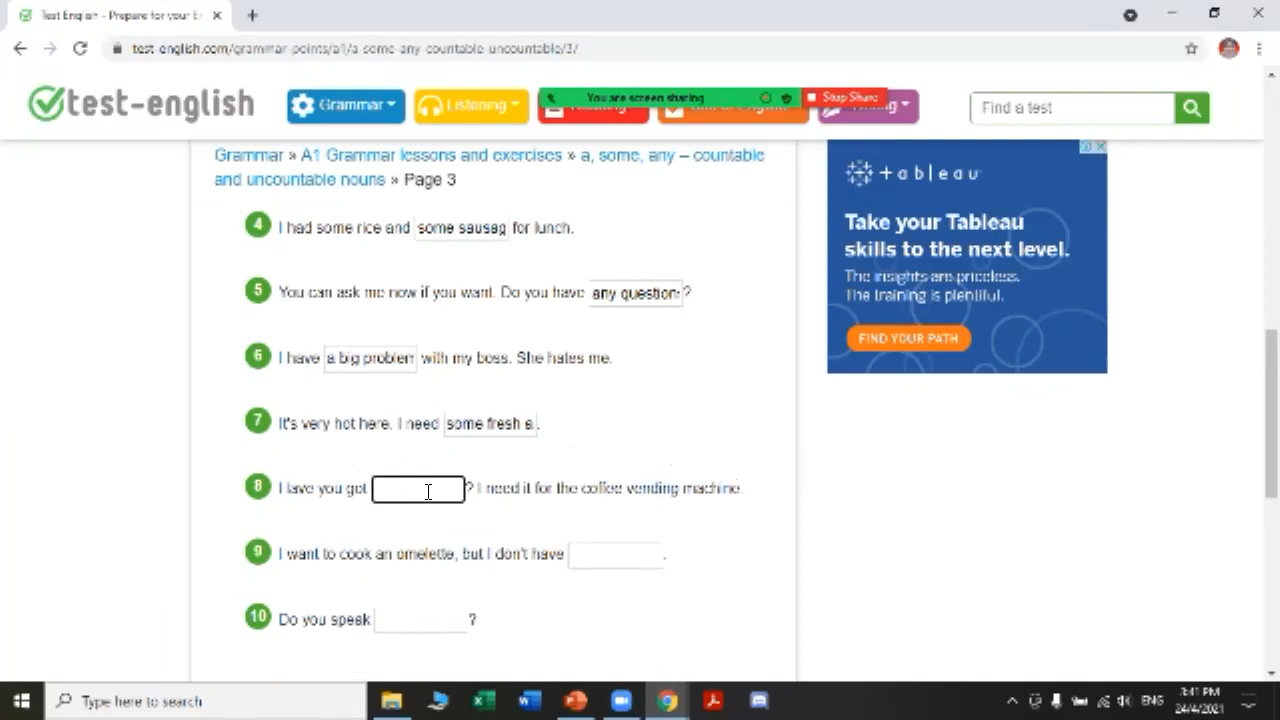 Test English - Prepare for your Er
test-english.com/grammar-points/a1/a-some-any-countable-uncountable/3/
test-english
Grammar
Listening
You are screen sharing
Stop Share
Find a test
Grammar » A1 Grammar lessons and exercises » a, some, any – countable
and uncountable nouns » Page 3
4 I had some rice and some sausag for lunch.
5 You can ask me now if you want. Do you have any question: ?
6 I have a big problem with my boss. She hates me.
7 It's very hot here. I need some fresh a .
8 Have you got ? I need it for the coffee vending machine.
9 I want to cook an omelette, but I don't have .
10 Do you speak ?
+ableau
Take your Tableau
skills to the next level.
The insights are priceless.
The training is plentiful.
FIND YOUR PATH
Type here to search
ENG
3:41 PM
24/4/2021